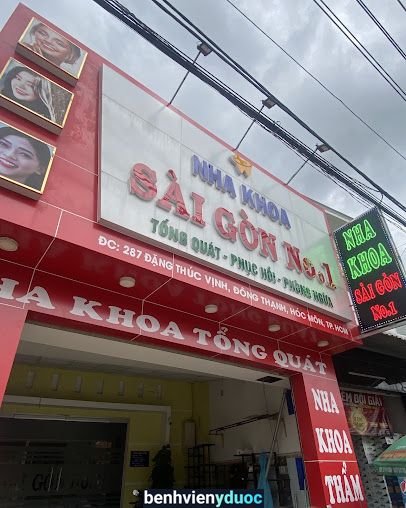 NHA KHOA
SÀI GÒN No.1
TỔNG QUÁT - PHỤC HỒI - PHÒNG NGỪA
ĐC: 287 ĐẶNG THÚC VỊNH, ĐÔNG THẠNH, HÓC MÔN, TP. HCM
NHA
KHOA
SÀI GÒN
No.1
NHA KHOA TỔNG QUÁT
NHA
KHOA
THẨM
benhvienyduoc